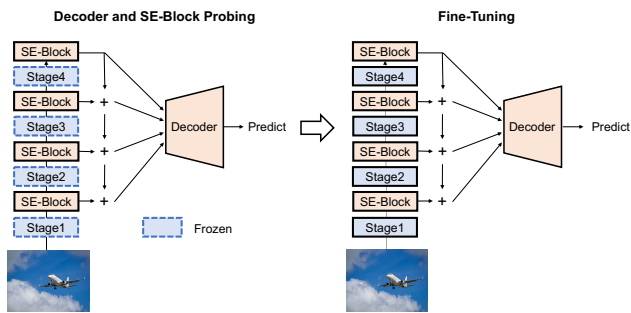 Decoder and SE-Block Probing
SE-Block
Stage4
SE-Block
+
Stage3
SE-Block
+
Stage2
SE-Block
+
Stage1
Decoder
Predict
Frozen
Fine-Tuning
SE-Block
Stage4
SE-Block
+
Stage3
SE-Block
+
Stage2
SE-Block
+
Stage1
Decoder
Predict